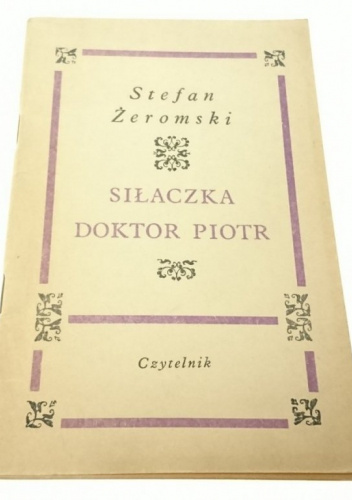 Stefan
Żeromski
SIŁACZKA
DOKTOR PIOTR
Czytelnik